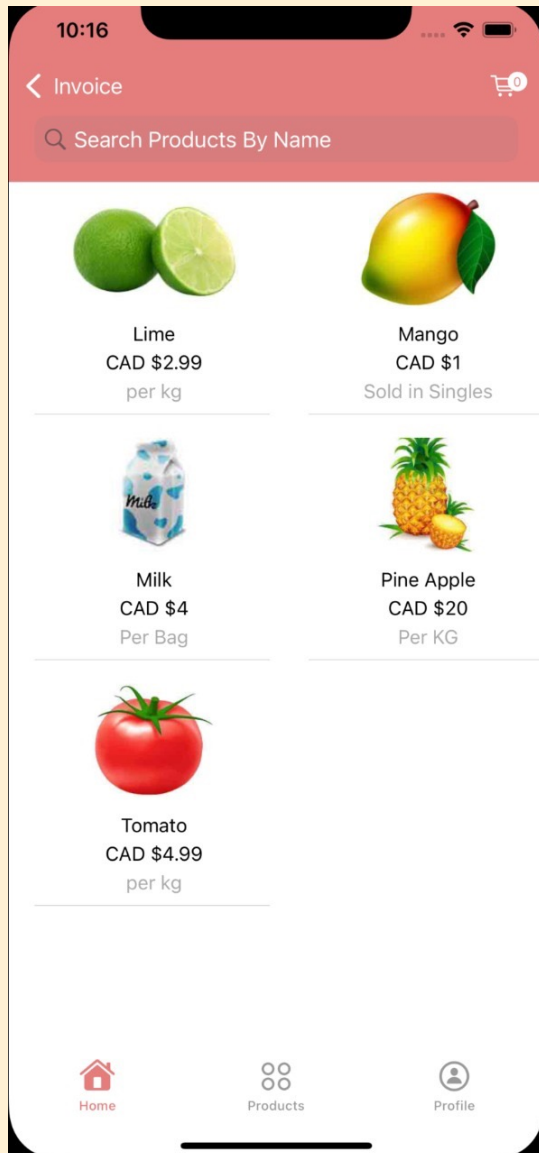 10:16
Invoice
0
Search Products By Name
Lime
CAD $2.99
per kg
Mango
CAD $1
Sold in Singles
Milk
Milk
CAD $4
Per Bag
Pine Apple
CAD $20
Per KG
Tomato
CAD $4.99
per kg
Home
Products
Profile